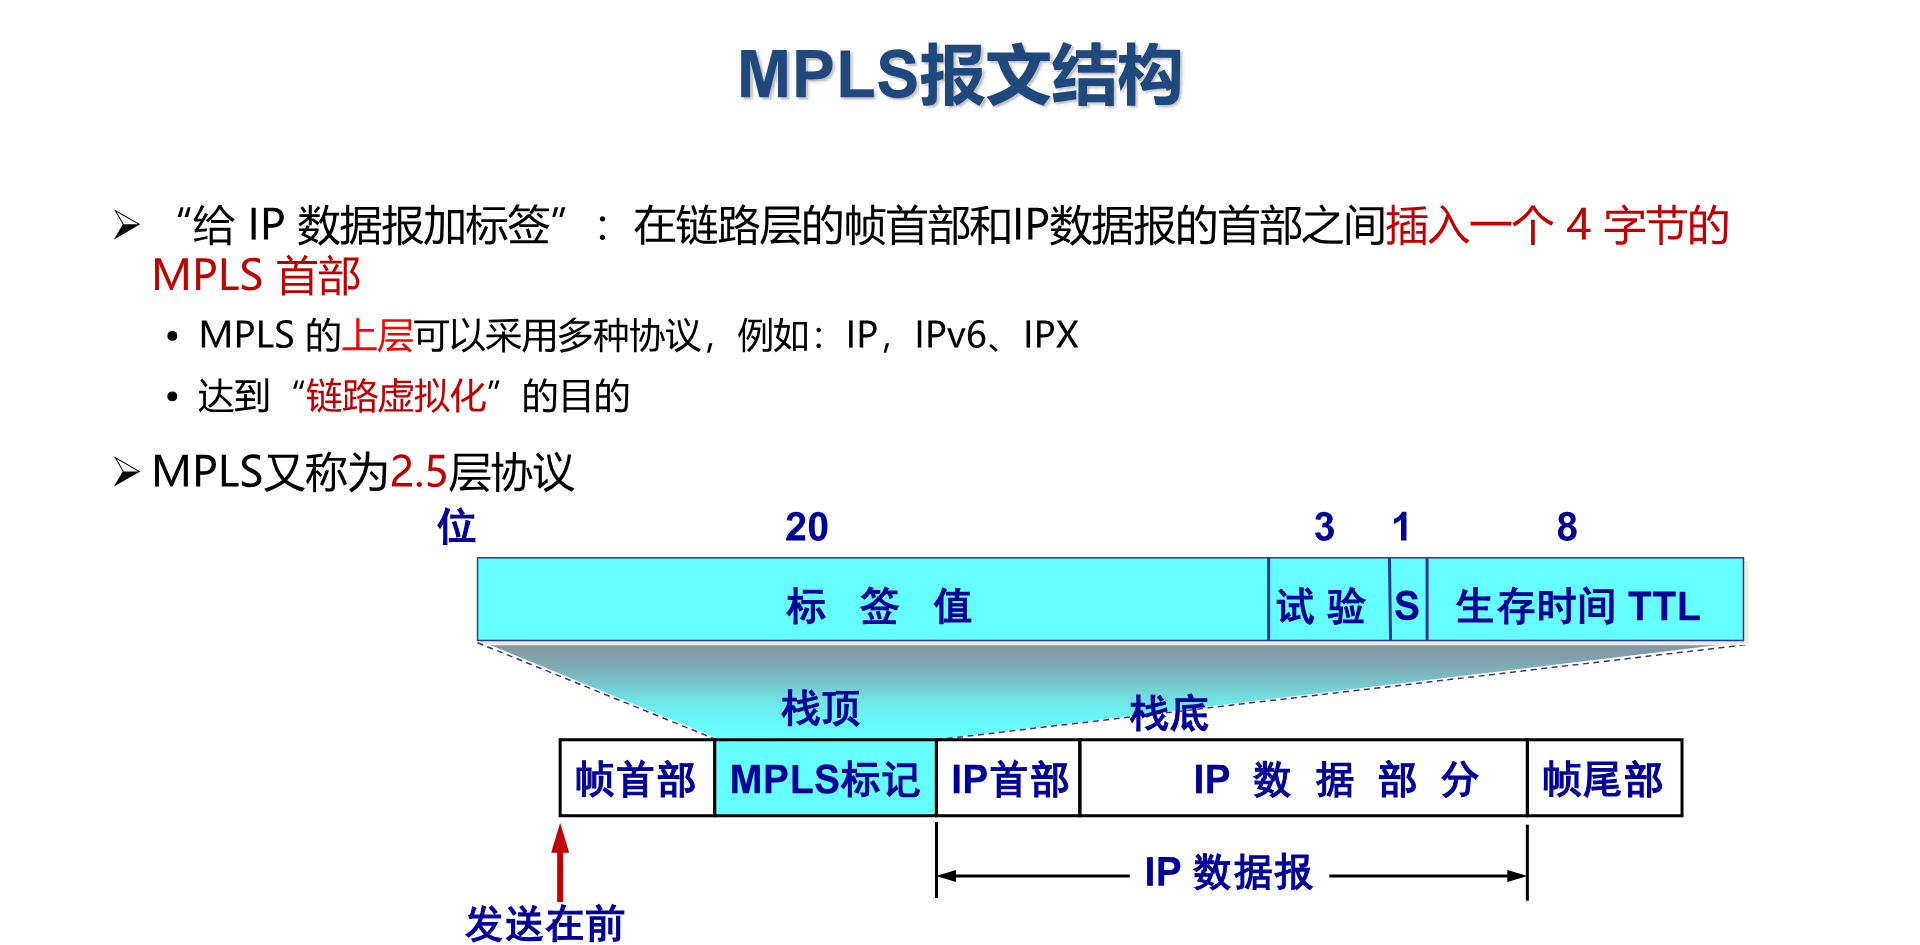 MPLS报文结构
“给 IP 数据报加标签”：在链路层的帧首部和IP数据报的首部之间插入一个 4 字节的
MPLS 首部
• MPLS 的上层可以采用多种协议，例如：IP，IPv6、IPX
• 达到“链路虚拟化”的目的
MPLS又称为2.5层协议
位 20 3 1 8
标 签 值 试 验 S 生存时间 TTL
栈顶 栈底
帧首部 MPLS标记 IP首部 IP 数 据 部 分 帧尾部
IP 数据报
发送在前